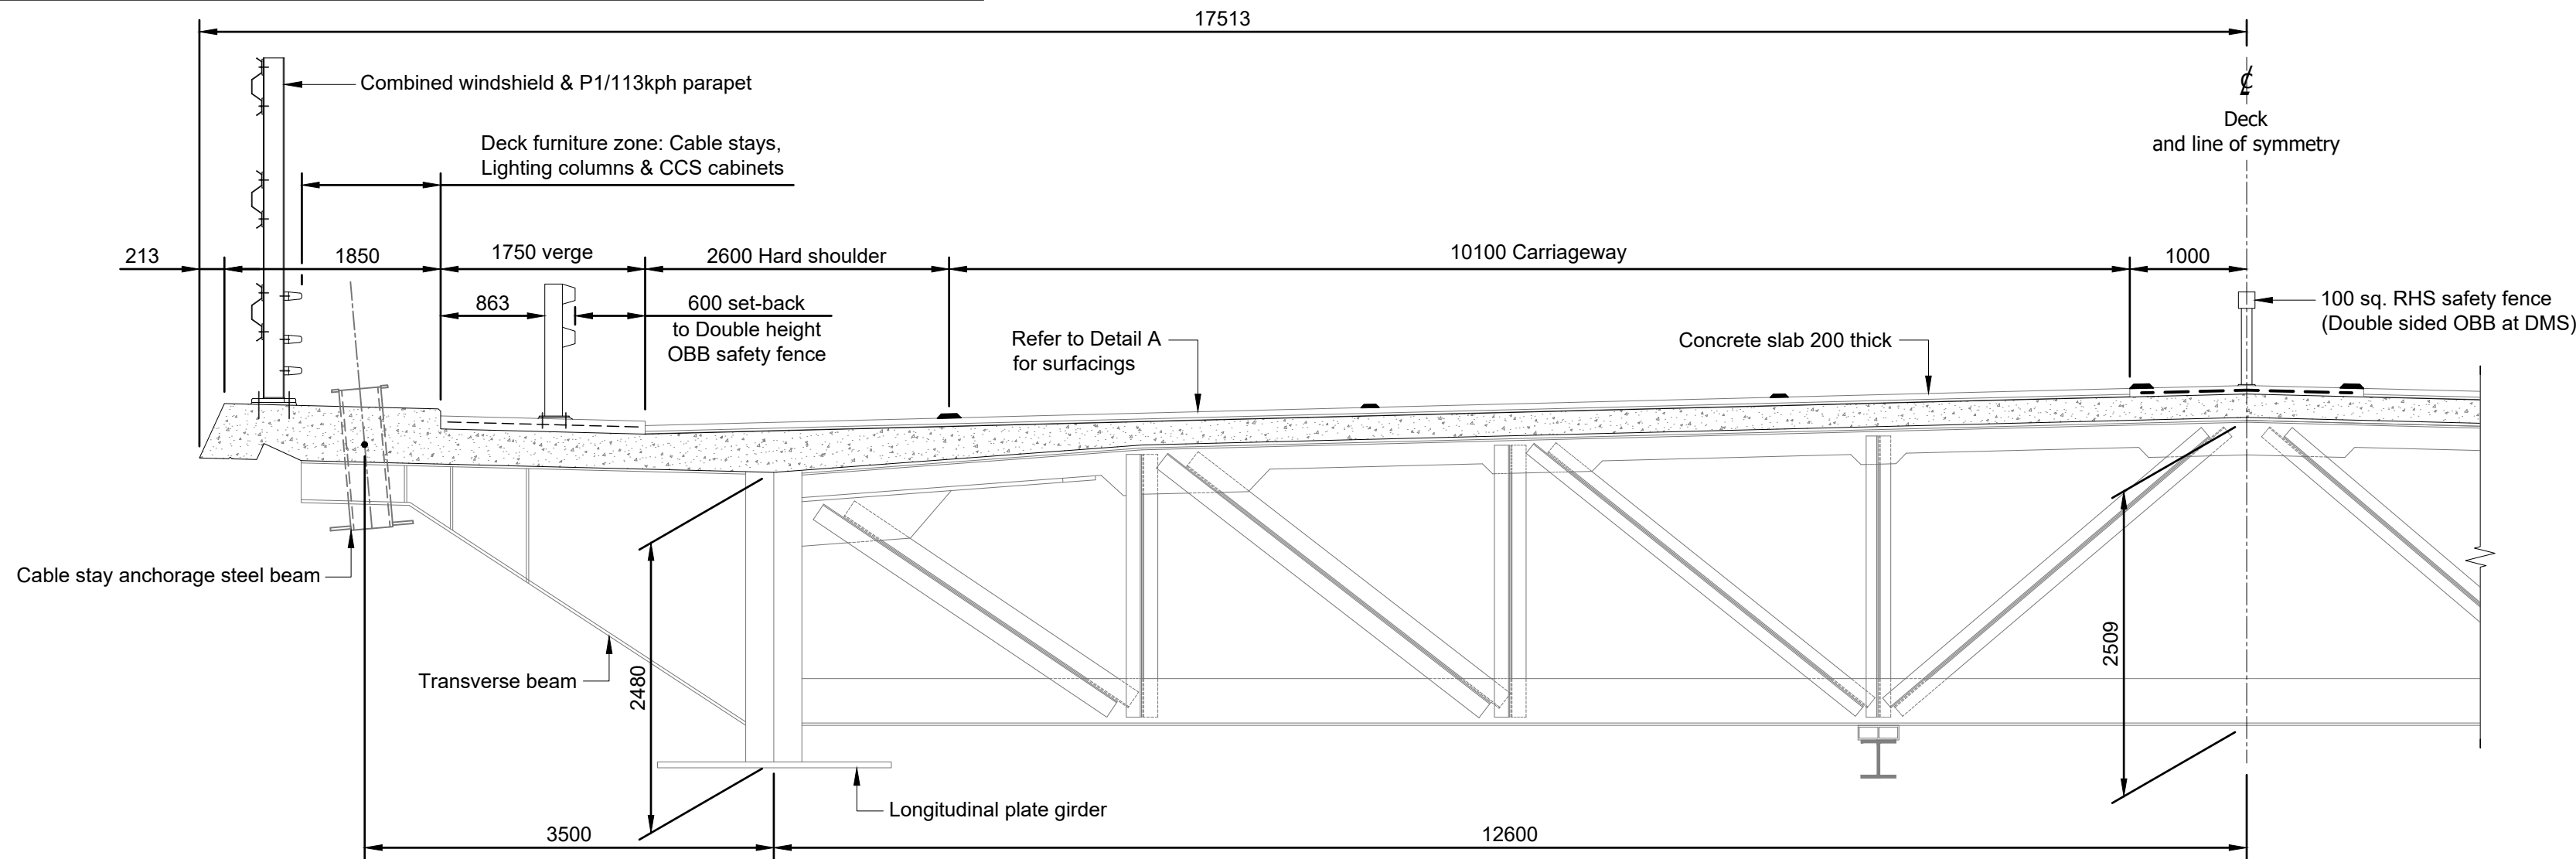 17513
Combined windshield & P1/113kph parapet
℄
Deck
and line of symmetry
Deck furniture zone: Cable stays,
Lighting columns & CCS cabinets
213
1850
1750 verge
2600 Hard shoulder
10100 Carriageway
1000
863
600 set-back
to Double height
OBB safety fence
Refer to Detail A
for surfacings
Concrete slab 200 thick
100 sq. RHS safety fence
(Double sided OBB at DMS)
Cable stay anchorage steel beam
Transverse beam
2480
2509
Longitudinal plate girder
3500
12600